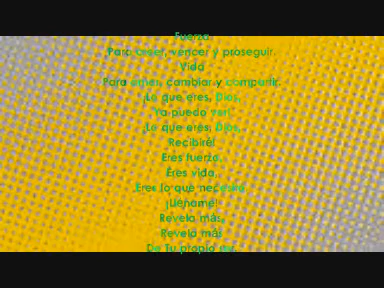 Fuerza
Para creer, vencer y proseguir.
Vida
Para amar, cambiar y compartir.
¡Lo que eres, Dios,
Ya puedo ver!
Lo que eres, Dios,
Recibiré!
Eres fuerza,
Eres vida,
Eres lo que necesito,
¡Lléname!
Revela más,
Revela más
De Tu propio ser.